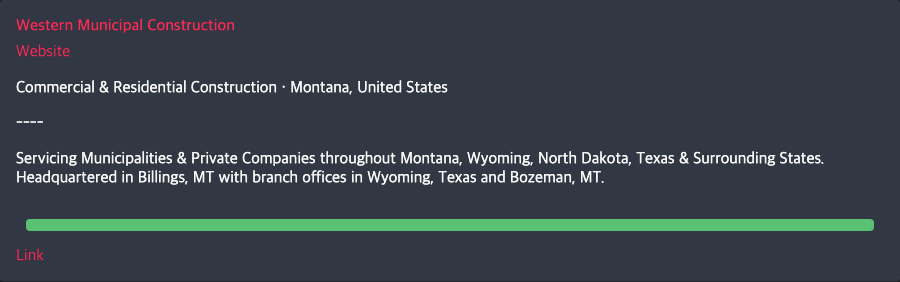 Western Municipal Construction
Website
Commercial & Residential Construction · Montana, United States
----
Servicing Municipalities & Private Companies throughout Montana, Wyoming, North Dakota, Texas & Surrounding States.
Headquartered in Billings, MT with branch offices in Wyoming, Texas and Bozeman, MT.
Link